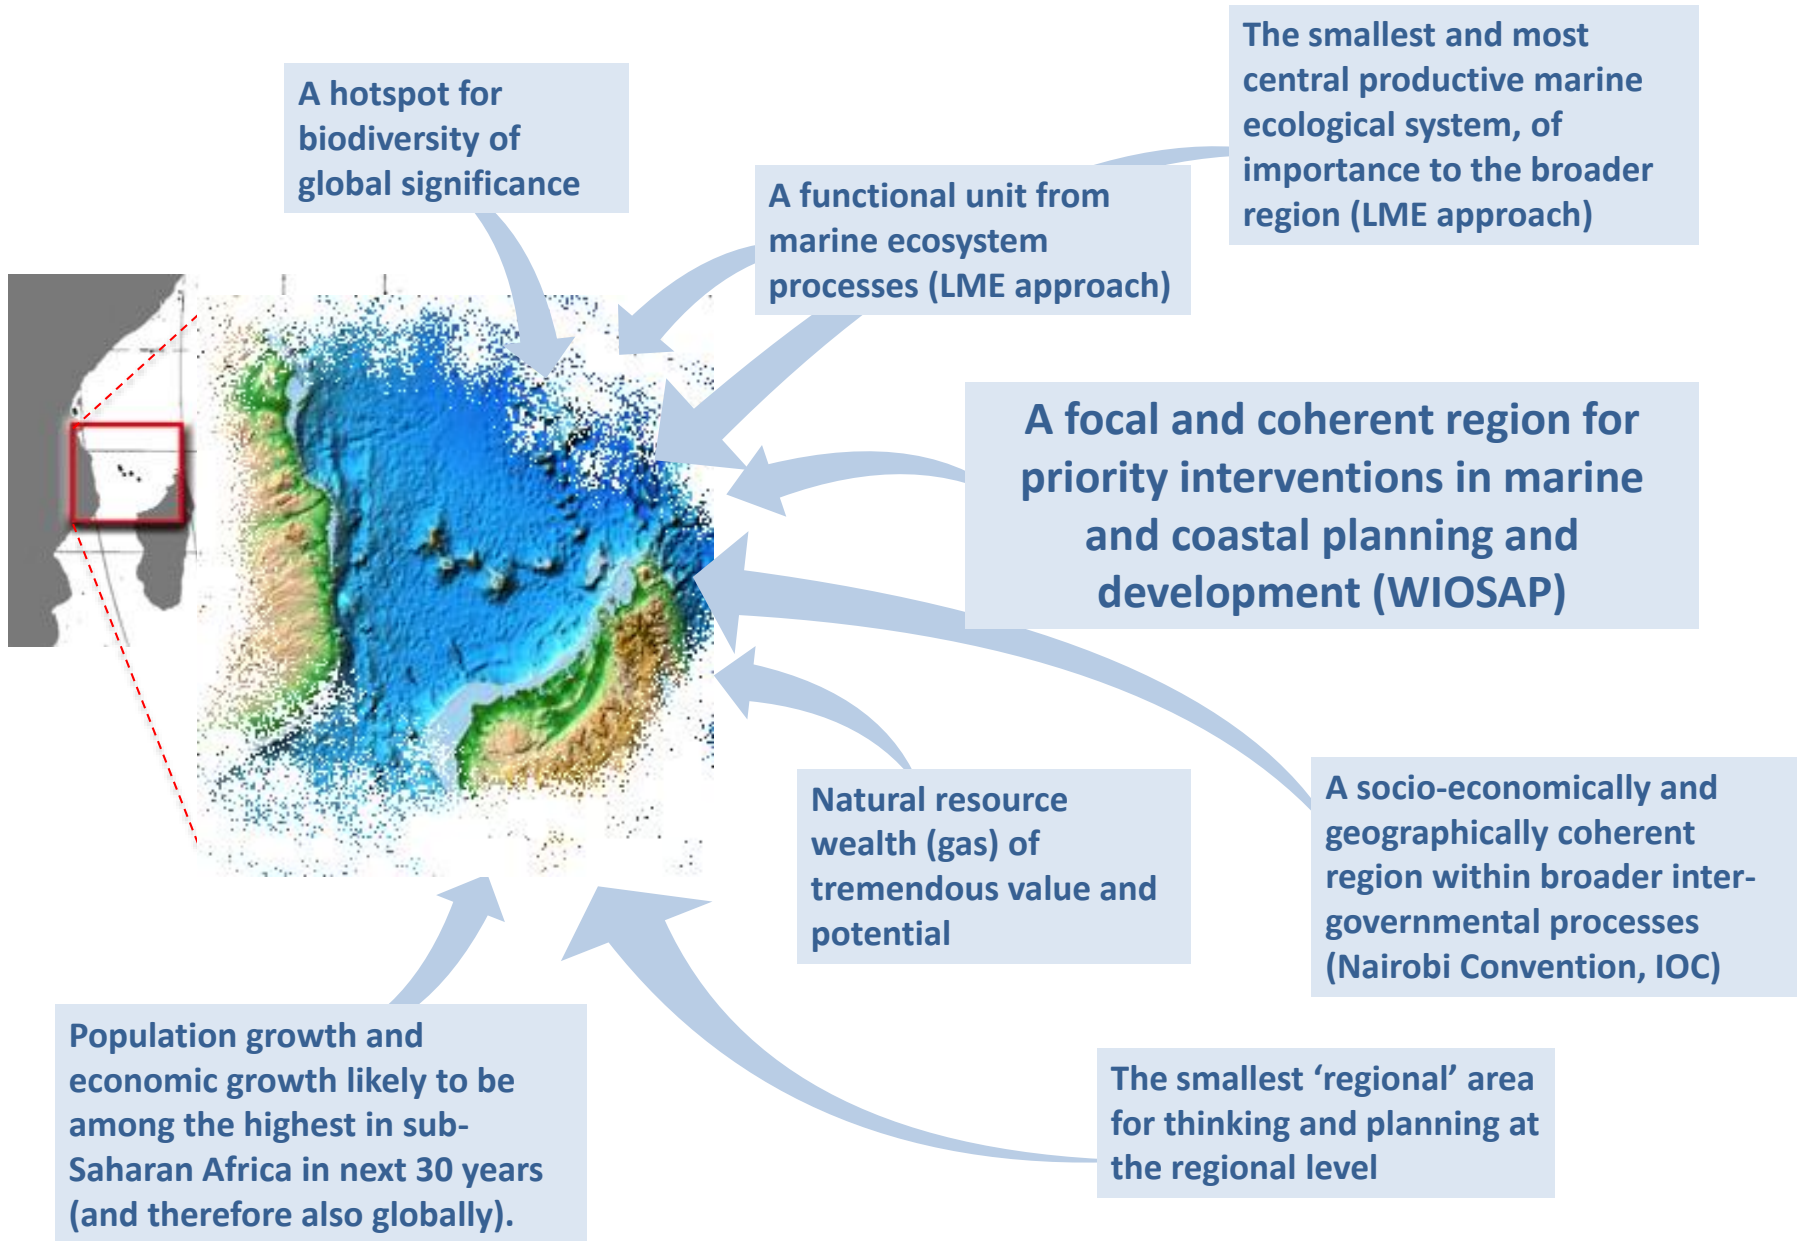 The smallest and most
central productive marine
ecological system, of
importance to the broader
region (LME approach)
A hotspot for
biodiversity of
global significance
A functional unit from
marine ecosystem
processes (LME approach)
A focal and coherent region for
priority interventions in marine
and coastal planning and
development (WIOSAP)
Natural resource
wealth (gas) of
tremendous value and
potential
A socio-economically and
geographically coherent
region within broader inter-
governmental processes
(Nairobi Convention, IOC)
Population growth and
economic growth likely to be
among the highest in sub-
Saharan Africa in next 30 years
(and therefore also globally).
The smallest ‘regional’ area
for thinking and planning at
the regional level